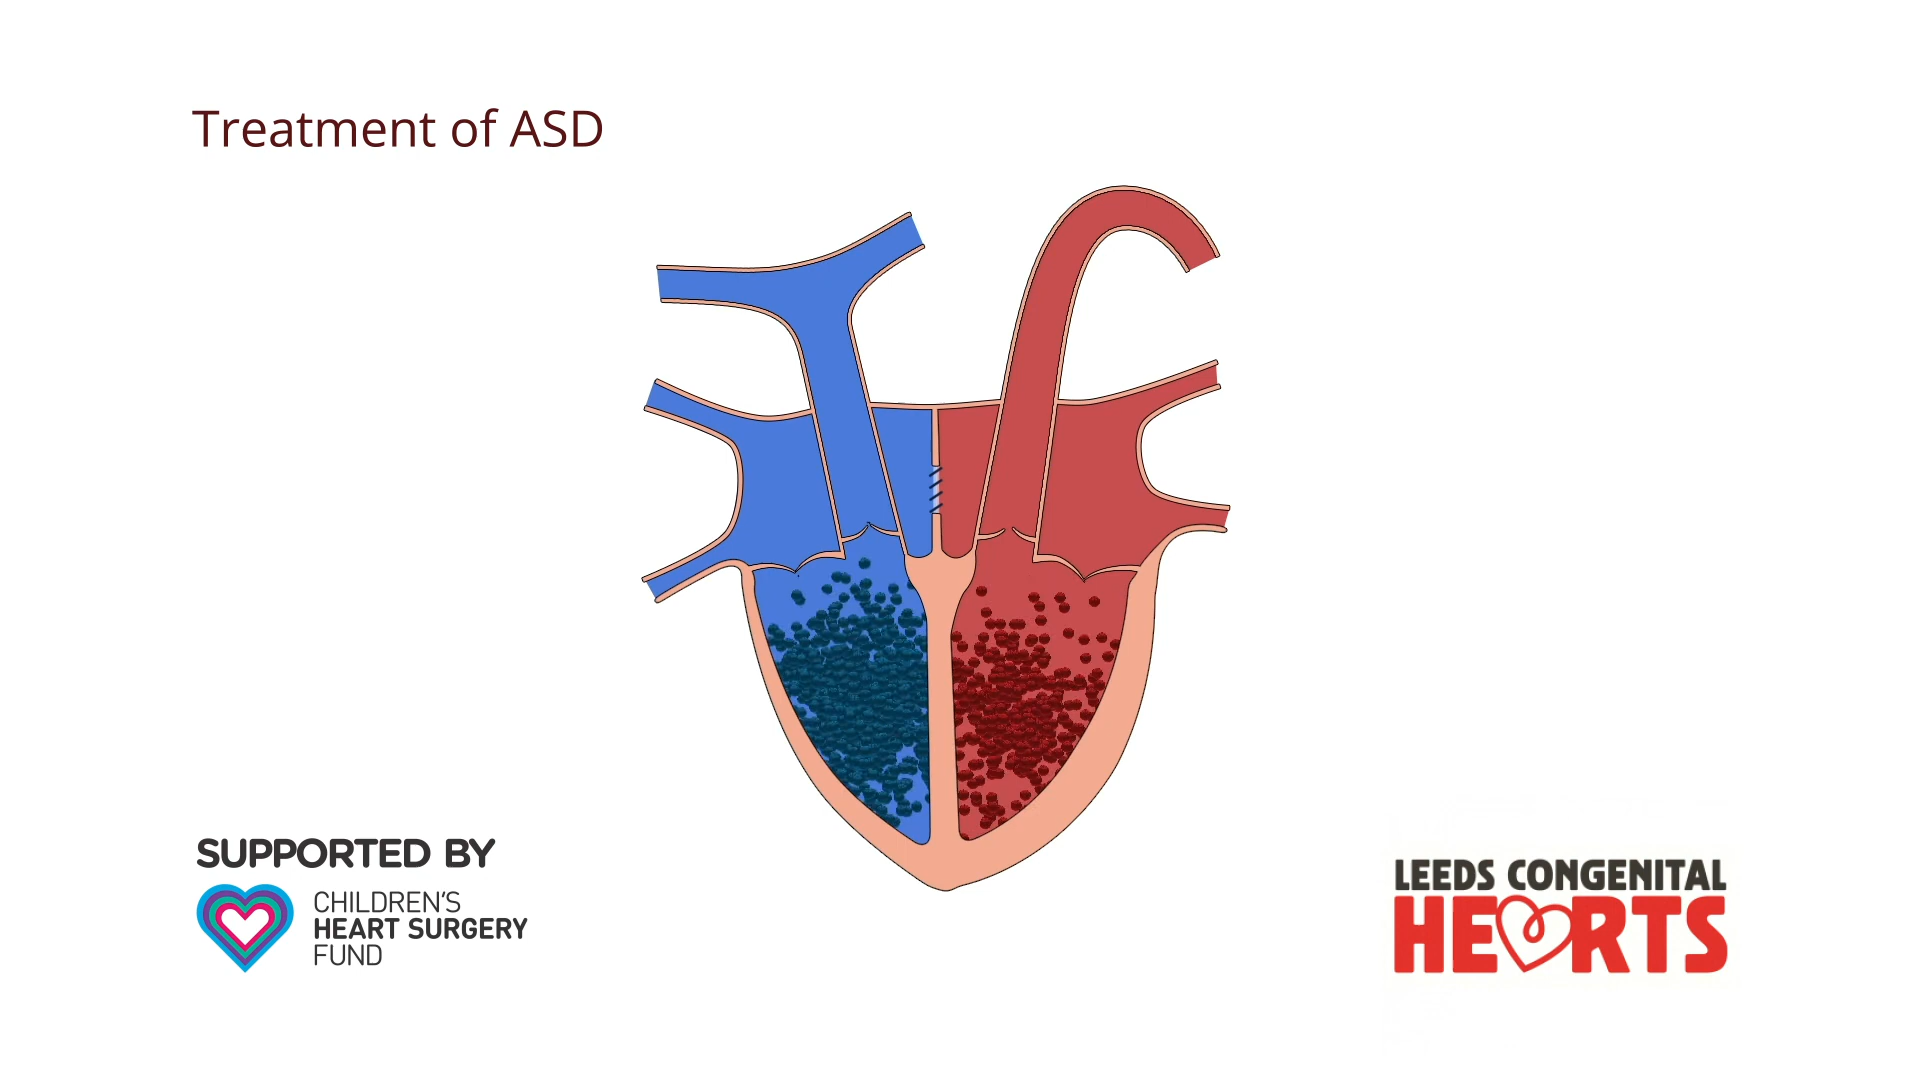 Treatment of ASD
SUPPORTED BY
CHILDREN'S
HEART SURGERY
FUND
LEEDS CONGENITAL
HEARTS